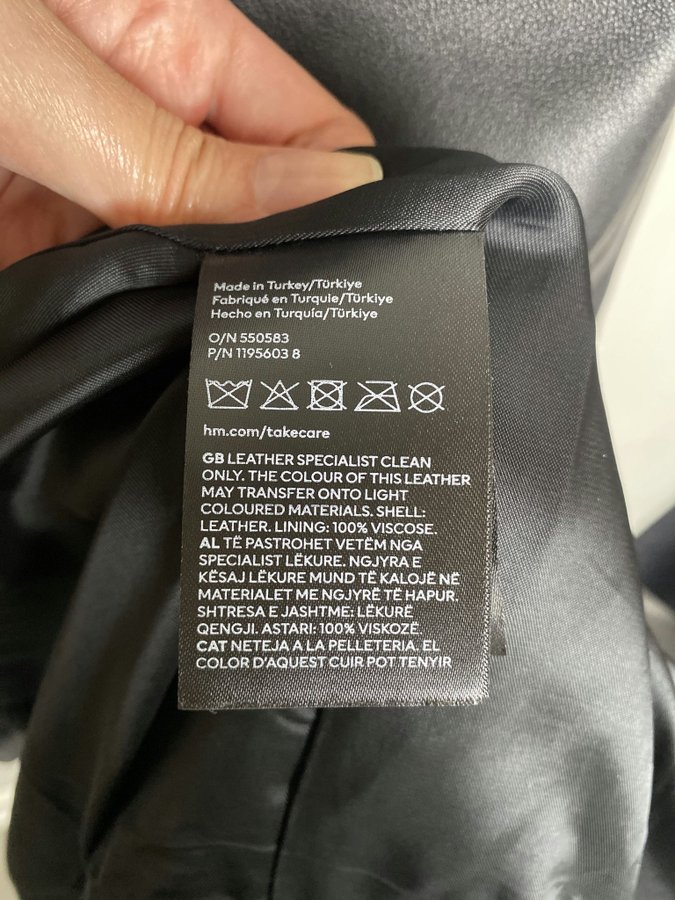 Made in Turkey/Türkiye
Fabriqué en Turquie/Türkiye
Hecho en Turquía/Türkiye
O/N 550583
P/N 1195603 8
hm.com/takecare
GB LEATHER SPECIALIST CLEAN
ONLY. THE COLOUR OF THIS LEATHER
MAY TRANSFER ONTO LIGHT
COLOURED MATERIALS. SHELL:
LEATHER. LINING: 100% VISCOSE.
AL TË PASTROHET VETËM NGA
SPECIALIST LËKURE. NGJYRA E
KËSAJ LËKURE MUND TË KALOJË NË
MATERIALET ME NGJYRË TË HAPUR.
SHTRESA E JASHTME: LËKURË
QENGJI. ASTARI: 100% VISKOZË
CAT NETEJA A LA PELLETERIA. EL
COLOR D'AQUEST CUIR POT TENYIR